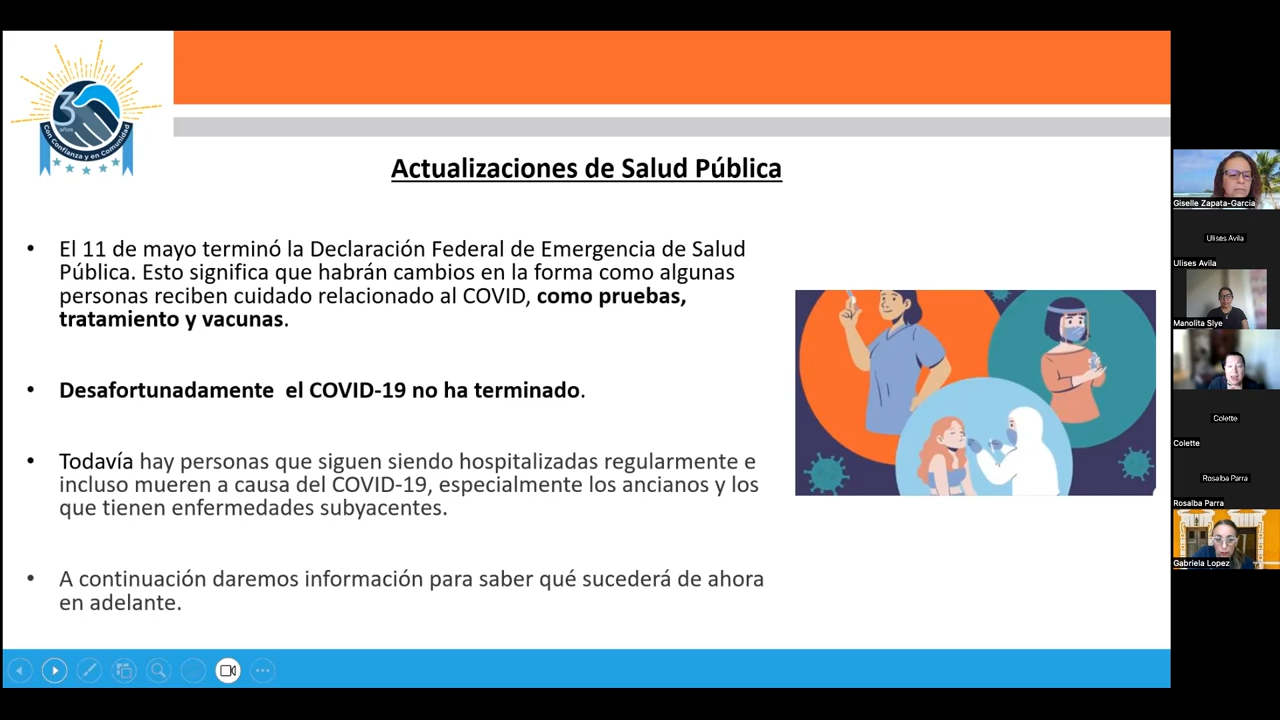 3
años
Con Confianza y en Comunidad
Actualizaciones de Salud Pública
• El 11 de mayo terminó la Declaración Federal de Emergencia de Salud
Pública. Esto significa que habrán cambios en la forma como algunas
personas reciben cuidado relacionado al COVID, como pruebas,
tratamiento y vacunas.
• Desafortunadamente el COVID-19 no ha terminado.
• Todavía hay personas que siguen siendo hospitalizadas regularmente e
incluso mueren a causa del COVID-19, especialmente los ancianos y los
que tienen enfermedades subyacentes.
• A continuación daremos información para saber qué sucederá de ahora
en adelante.
Giselle Zapata-Garcia
Ulises Avila
Ulises Avila
Manolita Slye
Colette
Colette
Rosalba Parra
Rosalba Parra
Gabriela Lopez